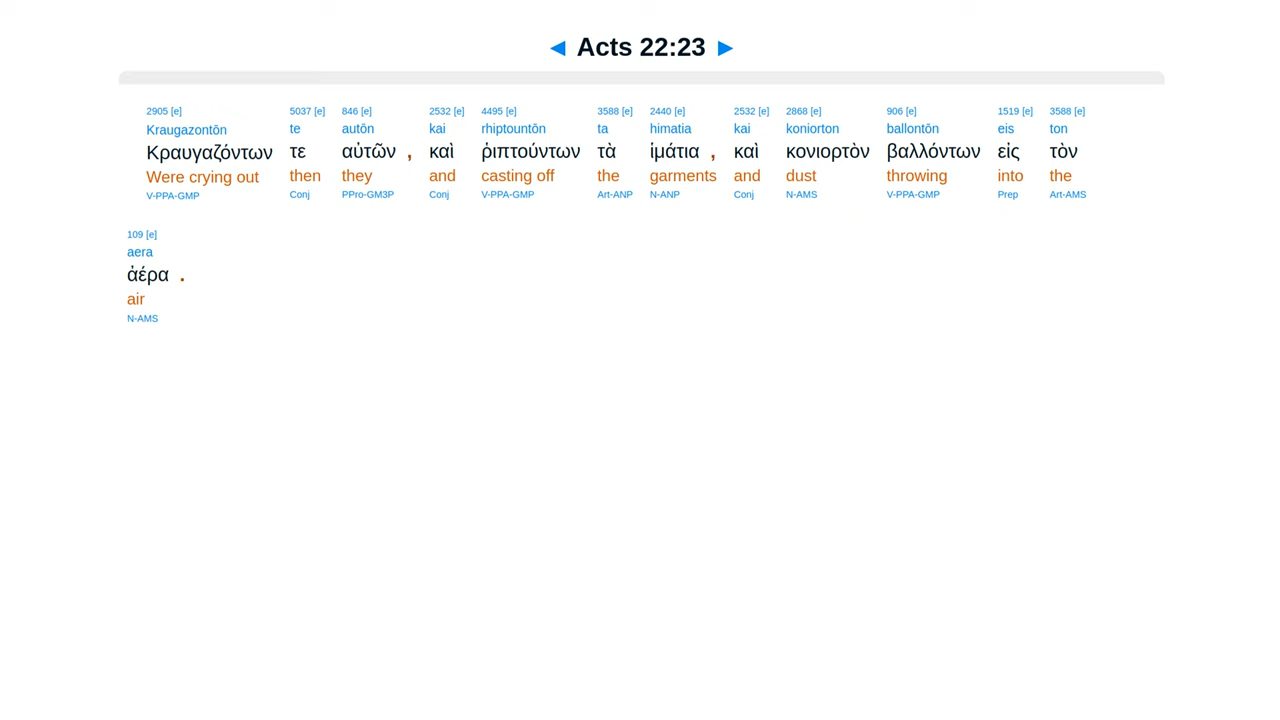 ◄ Acts 22:23 ►
2905 [e] 5037 [e] 846 [e] 2532 [e] 4495 [e] 3588 [e] 2440 [e] 2532 [e] 2868 [e] 906 [e] 1519 [e] 3588 [e]
Kraugazontōn te autōn kai rhiptountōn ta himatia kai koniorton ballontōn eis ton
Κραυγαζόντων τε αὐτῶν , καὶ ῥιπτούντων τὰ ἱμάτια , καὶ κονιορτὸν βαλλόντων εἰς τὸν
Were crying out then they and casting off the garments and dust throwing into the
V-PPA-GMP Conj PPro-GM3P Conj V-PPA-GMP Art-ANP N-ANP Conj N-AMS V-PPA-GMP Prep Art-AMS
109 [e]
aera
ἀέρα .
air
N-AMS